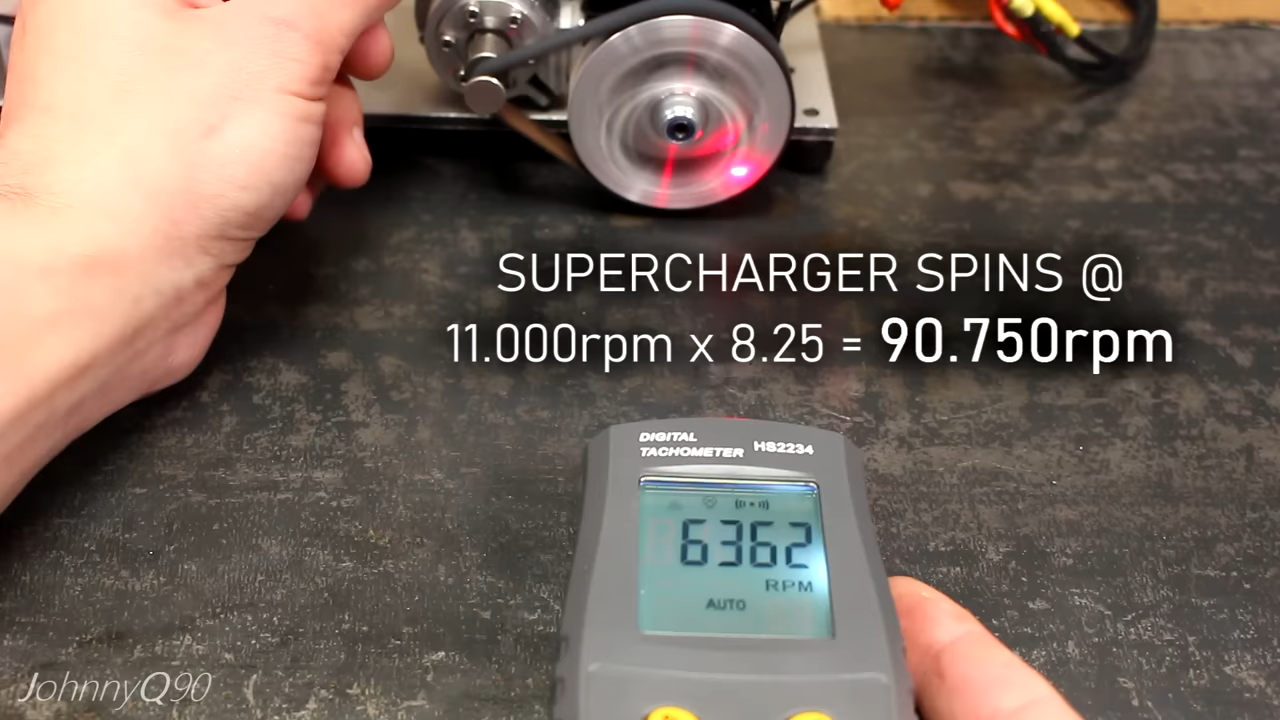 SUPERCHARGER SPINS @
11.000rpm x 8.25 = 90.750rpm
DIGITAL
TACHOMETER HS2234
6362
RPM
AUTO
JohnnyQ90